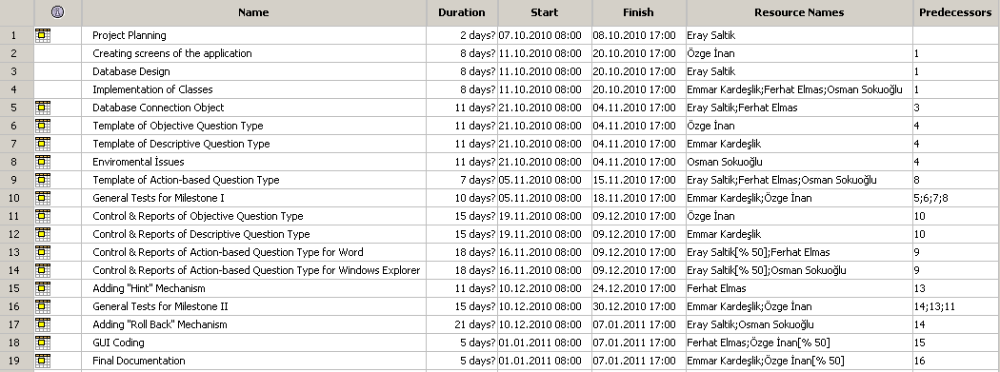 Name Duration Start Finish Resource Names Predecessors
1 Project Planning 2 days? 07.10.2010 08:00 08.10.2010 17:00 Eray Saltik
2 Creating screens of the application 8 days? 11.10.2010 08:00 20.10.2010 17:00 Özge İnan 1
3 Database Design 8 days? 11.10.2010 08:00 20.10.2010 17:00 Eray Saltik 1
4 Implementation of Classes 8 days? 11.10.2010 08:00 20.10.2010 17:00 Emmar Kardeşlik;Ferhat Elmas;Osman Sokuoğlu 1
5 Database Connection Object 11 days? 21.10.2010 08:00 04.11.2010 17:00 Eray Saltik;Ferhat Elmas 3
6 Template of Objective Question Type 11 days? 21.10.2010 08:00 04.11.2010 17:00 Özge İnan 4
7 Template of Descriptive Question Type 11 days? 21.10.2010 08:00 04.11.2010 17:00 Emmar Kardeşlik 4
8 Enviromental İssues 11 days? 21.10.2010 08:00 04.11.2010 17:00 Osman Sokuoğlu 4
9 Template of Action-based Question Type 7 days? 05.11.2010 08:00 15.11.2010 17:00 Eray Saltik;Ferhat Elmas;Osman Sokuoğlu 8
10 General Tests for Milestone I 10 days? 05.11.2010 08:00 18.11.2010 17:00 Emmar Kardeşlik;Özge İnan 5;6;7;8
11 Control & Reports of Objective Question Type 15 days? 19.11.2010 08:00 09.12.2010 17:00 Özge İnan 10
12 Control & Reports of Descriptive Question Type 15 days? 19.11.2010 08:00 09.12.2010 17:00 Emmar Kardeşlik 10
13 Control & Reports of Action-based Question Type for Word 18 days? 16.11.2010 08:00 09.12.2010 17:00 Eray Saltik[% 50];Ferhat Elmas 9
14 Control & Reports of Action-based Question Type for Windows Explorer 18 days? 16.11.2010 08:00 09.12.2010 17:00 Eray Saltik[% 50];Osman Sokuoğlu 9
15 Adding "Hint" Mechanism 11 days? 10.12.2010 08:00 24.12.2010 17:00 Ferhat Elmas 13
16 General Tests for Milestone II 15 days? 10.12.2010 08:00 30.12.2010 17:00 Emmar Kardeşlik;Özge İnan 14;13;11
17 Adding "Roll Back" Mechanism 21 days? 10.12.2010 08:00 07.01.2011 17:00 Eray Saltik;Osman Sokuoğlu 14
18 GUI Coding 5 days? 01.01.2011 08:00 07.01.2011 17:00 Ferhat Elmas;Özge İnan[% 50] 15
19 Final Documentation 5 days? 01.01.2011 08:00 07.01.2011 17:00 Emmar Kardeşlik;Özge İnan[% 50] 16